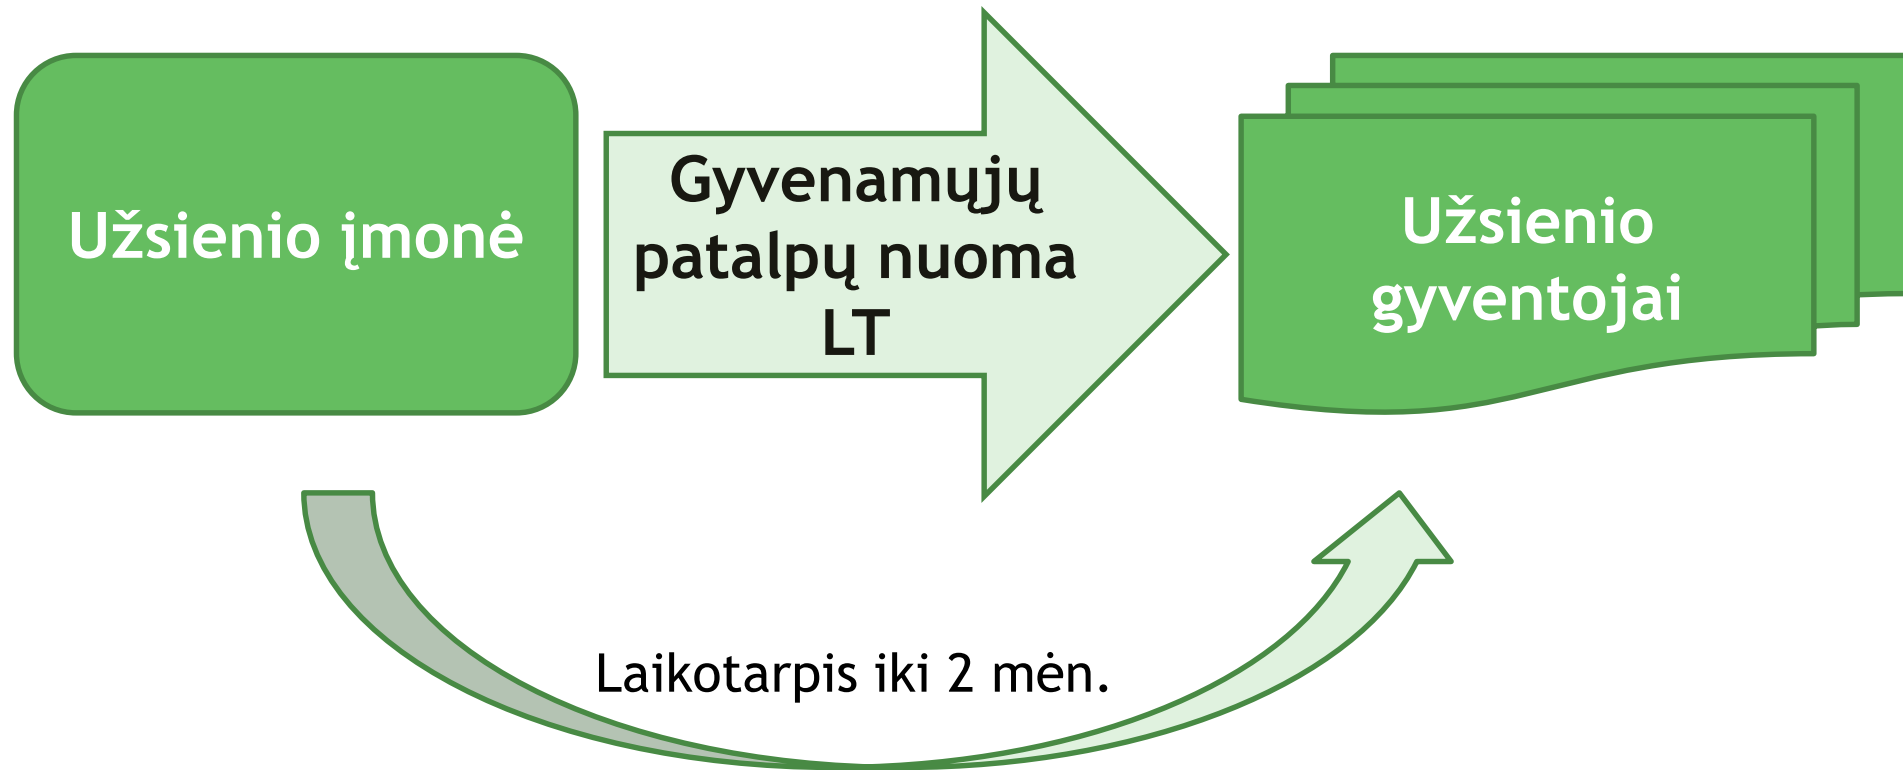 Užsienio įmonė
Gyvenamųjų
patalpų nuoma
LT
Užsienio
gyventojai
Laikotarpis iki 2 mėn.